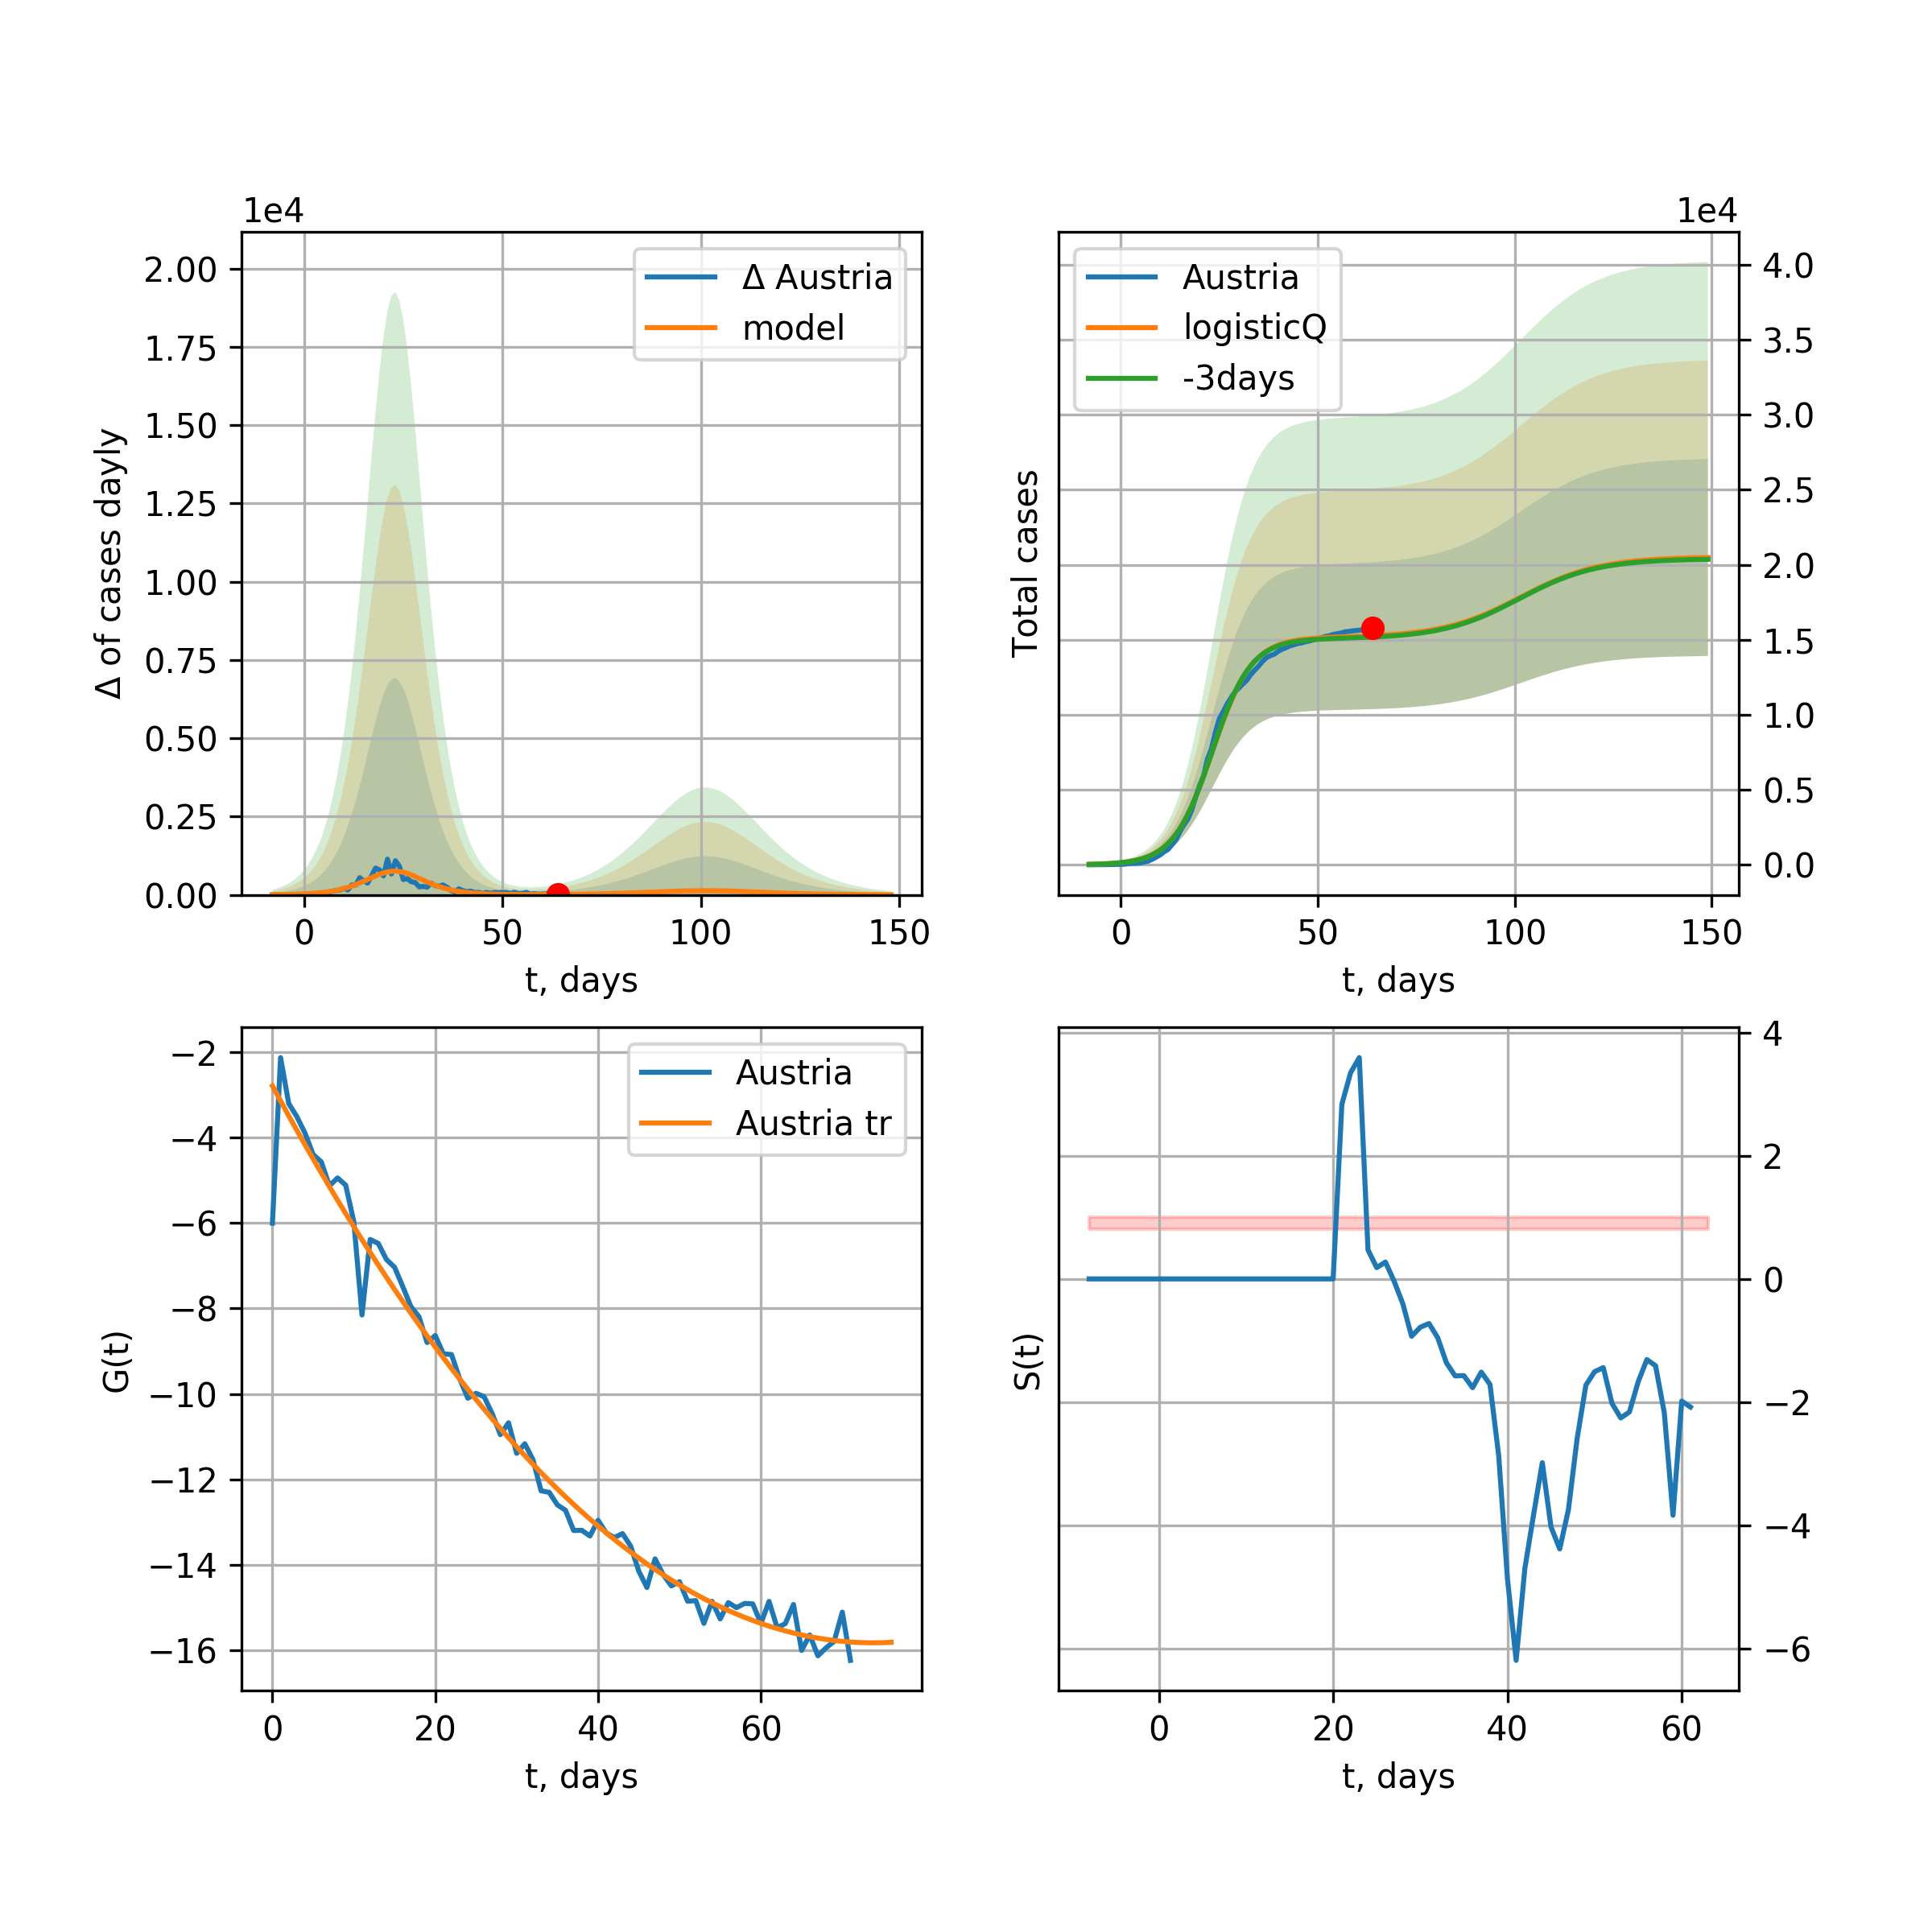 1e4
2.00
1.75
1.50
1.25
1.00
0.75
0.50
0.25
0.00
Δ of cases dayly
Δ Austria
model
0 50 100 150
t, days
1e4
Total cases
Austria
logisticQ
-3days
4.0
3.5
3.0
2.5
2.0
1.5
1.0
0.5
0.0
0 50 100 150
t, days
−2
−4
−6
−8
−10
−12
−14
−16
G(t)
Austria
Austria tr
0 20 40 60
t, days
S(t)
4
2
0
−2
−4
−6
0 20 40 60
t, days